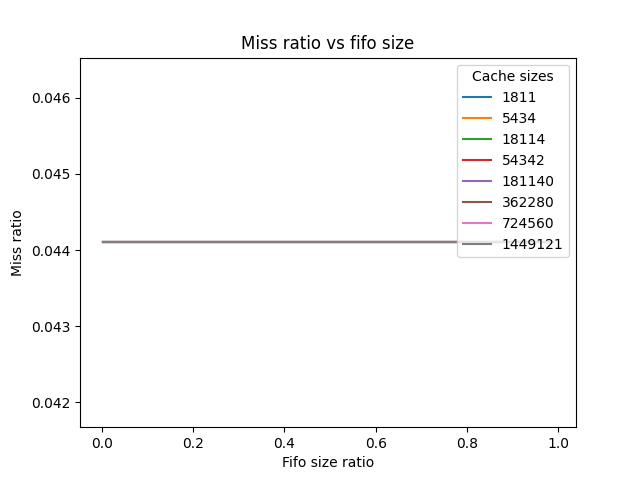 Miss ratio vs fifo size
Cache sizes
1811
5434
18114
54342
181140
362280
724560
1449121
0.046
0.045
0.044
0.043
0.042
Miss ratio
0.0 0.2 0.4 0.6 0.8 1.0
Fifo size ratio